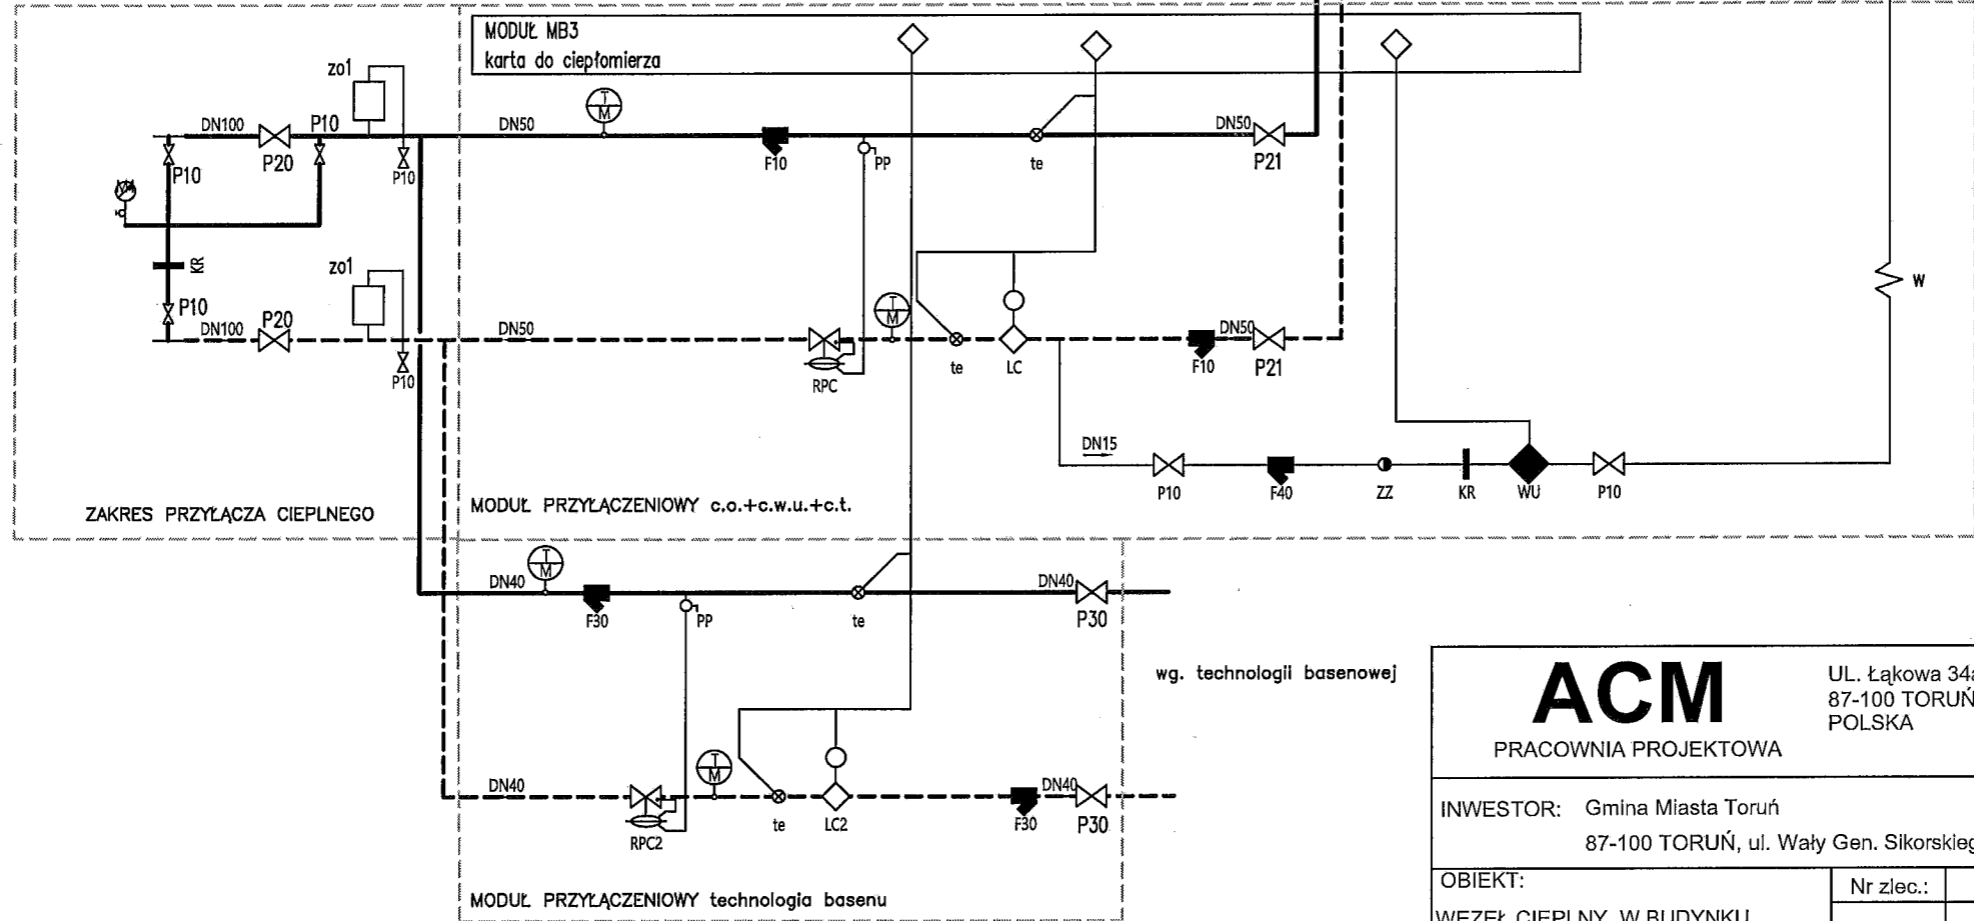 MODUŁ MB3
karta do ciepłomierza
zo1
T
M
DN100
P10
DN50
DN50
P20
P10
P10
F10
PP
te
P21
KR
zo1
P10
P20
DN100
DN50
T
M
DN50
W
P10
RPC
te
LC
F10
P21
DN15
P10
F40
ZZ
KR
WU
P10
ZAKRES PRZYŁĄCZA CIEPLNEGO
MODUŁ PRZYŁĄCZENIOWY c.o.+c.w.u.+c.t.
T
M
DN40
DN40
F30
PP
te
P30
wg. technologii basenowej
T
M
DN40
DN40
RPC2
te
LC2
F30
P30
MODUŁ PRZYŁĄCZENIOWY technologia basenu
ACM
PRACOWNIA PROJEKTOWA
UL. Łąkowa 34a
87-100 TORUŃ
POLSKA
INWESTOR: Gmina Miasta Toruń
87-100 TORUŃ, ul. Wały Gen. Sikorskieg
OBIEKT:
Nr zlec.:
WĘZEŁ CIEPLNY W BUDYNKU